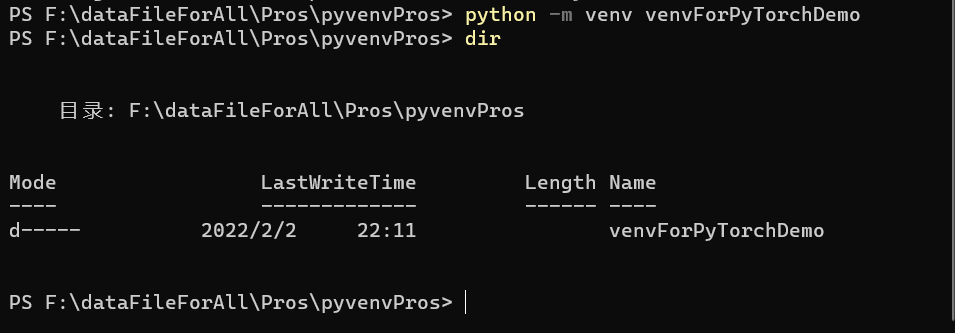 PS F:\dataFileForAll\Pros\pyvenvPros> python -m venv venvForPyTorchDemo
PS F:\dataFileForAll\Pros\pyvenvPros> dir
目录: F:\dataFileForAll\Pros\pyvenvPros
Mode                 LastWriteTime         Length Name
----                 -------------         ------ ----
d-----          2022/2/2     22:11                venvForPyTorchDemo
PS F:\dataFileForAll\Pros\pyvenvPros>